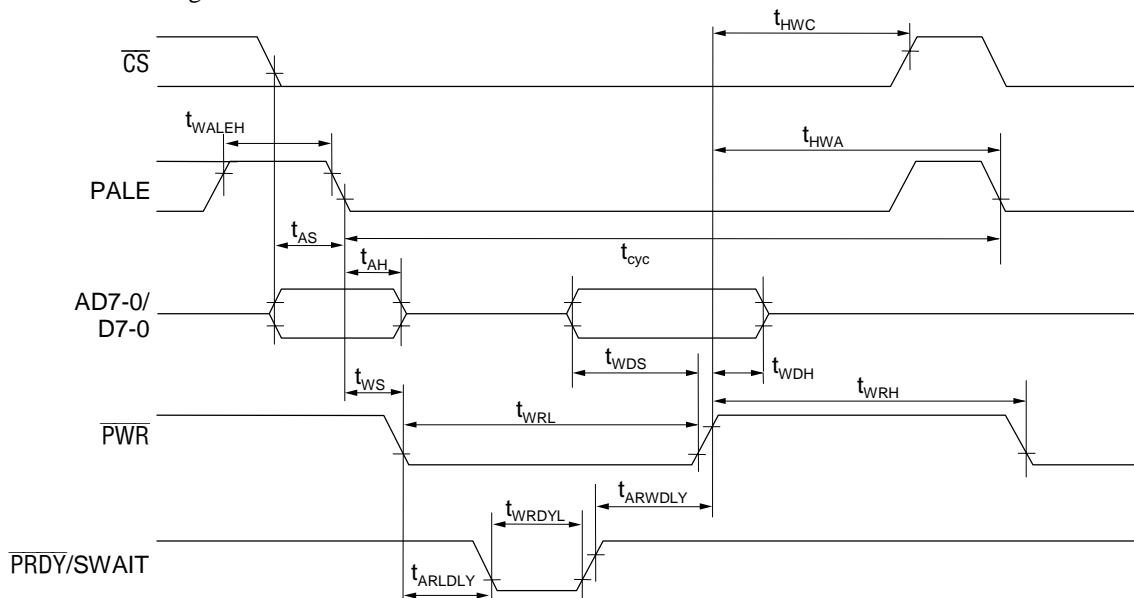 CS
tHWC
tWALEH
tHWA
PALE
tAS
tAH
tcyc
AD7-0/
D7-0
tWDS
tWDH
tWS
tWRL
tWRH
PWR
tARWDLY
tWRDYL
PRDY/SWAIT
tARLDLY